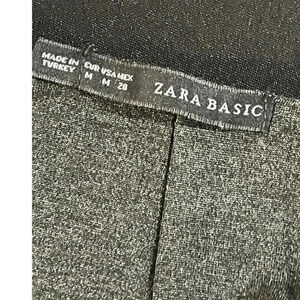 MADE IN
TURKEY
EUR USA MEX
M M 28
ZARA BASIC